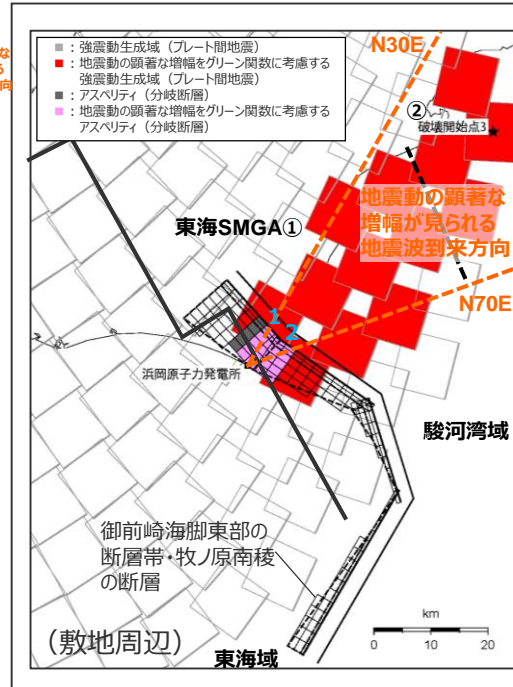 な
る
向
：強震動生成域（プレート間地震）
：地震動の顕著な増幅をグリーン関数に考慮する
強震動生成域（プレート間地震）
：アスペリティ（分岐断層）
：地震動の顕著な増幅をグリーン関数に考慮する
アスペリティ（分岐断層）
N30E
②
破壊開始点3
地震動の顕著な
増幅が見られる
地震波到来方向
東海SMGA①
N70E
1
2
浜岡原子力発電所
駿河湾域
御前崎海脚東部の
断層帯・牧ノ原南稜
の断層
（敷地周辺）
東海域
km
0 10 20